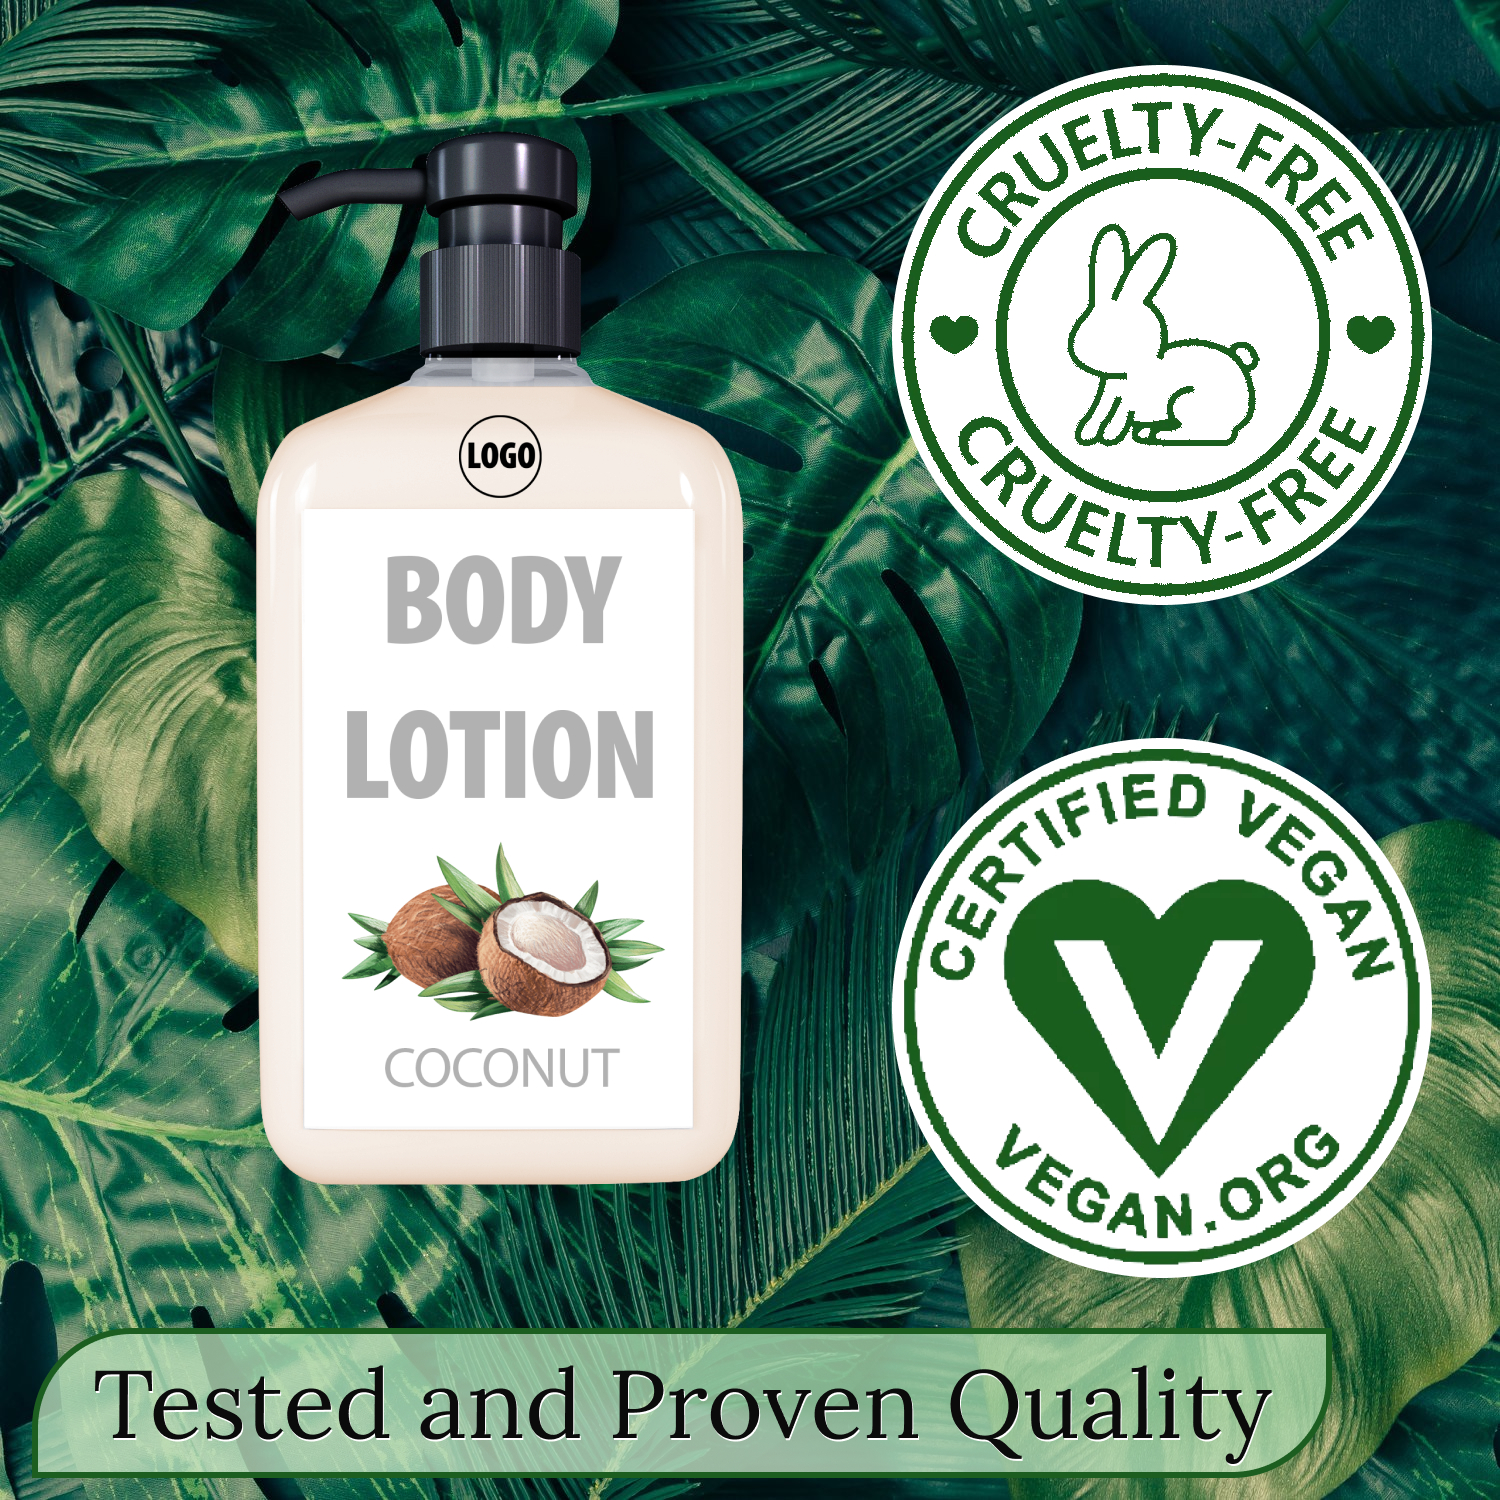 LOGO
BODY
LOTION
COCONUT
CRUELTY-FREE
CRUELTY-FREE
CERTIFIED VEGAN
V
VEGAN.ORG
Tested and Proven Quality